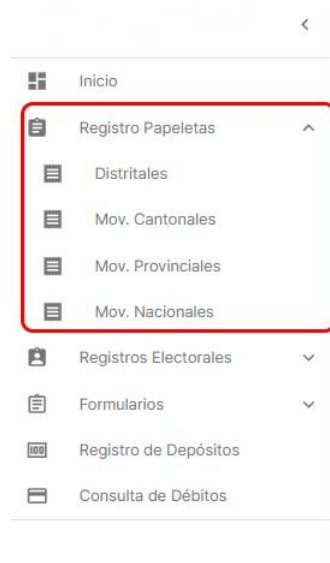 Inicio
Registro Papeletas
Distritales
Mov. Cantonales
Mov. Provinciales
Mov. Nacionales
Registros Electorales
Formularios
Registro de Depósitos
Consulta de Débitos